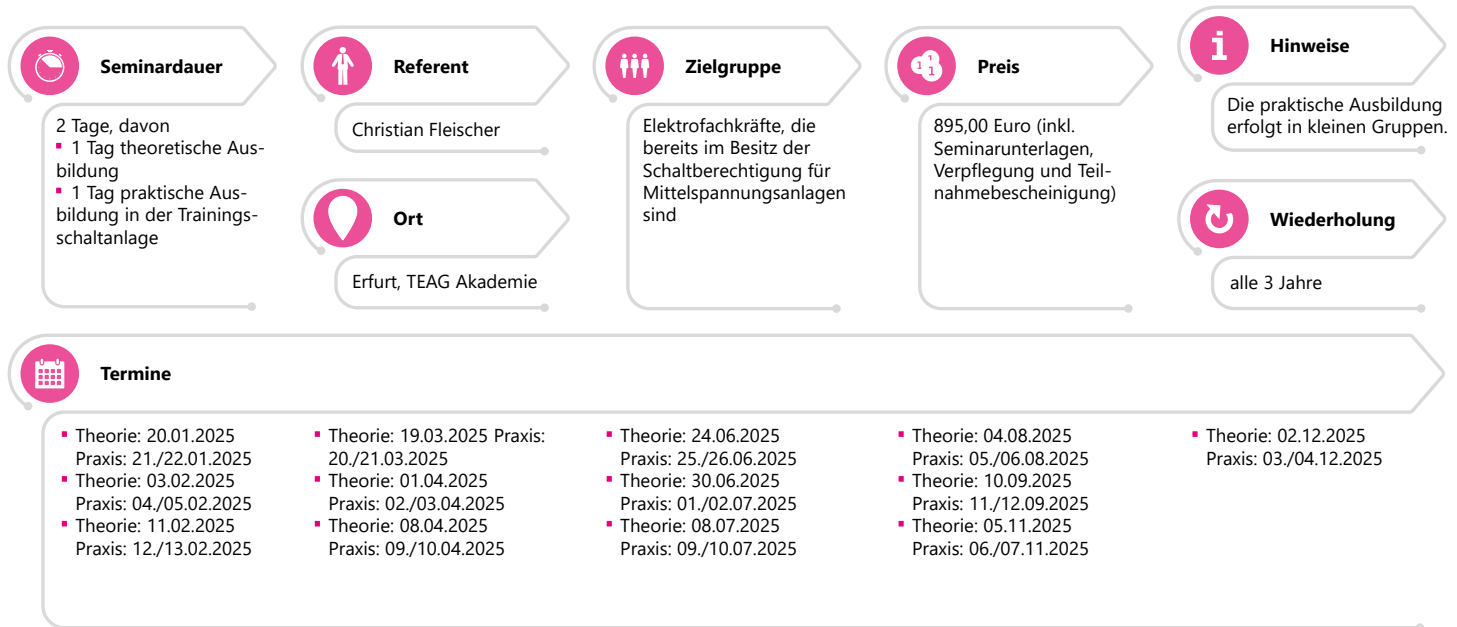 Seminardauer
2 Tage, davon
▪ 1 Tag theoretische Aus-
bildung
▪ 1 Tag praktische Aus-
bildung in der Trainings-
schaltanlage
Referent
Christian Fleischer
Ort
Erfurt, TEAG Akademie
Zielgruppe
Elektrofachkräfte, die
bereits im Besitz der
Schaltberechtigung für
Mittelspannungsanlagen
sind
Preis
895,00 Euro (inkl.
Seminarunterlagen,
Verpflegung und Teil-
nahmebescheinigung)
Hinweise
Die praktische Ausbildung
erfolgt in kleinen Gruppen.
Wiederholung
alle 3 Jahre
Termine
▪ Theorie: 20.01.2025
Praxis: 21./22.01.2025
▪ Theorie: 03.02.2025
Praxis: 04./05.02.2025
▪ Theorie: 11.02.2025
Praxis: 12./13.02.2025
▪ Theorie: 19.03.2025 Praxis:
20./21.03.2025
▪ Theorie: 01.04.2025
Praxis: 02./03.04.2025
▪ Theorie: 08.04.2025
Praxis: 09./10.04.2025
▪ Theorie: 24.06.2025
Praxis: 25./26.06.2025
▪ Theorie: 30.06.2025
Praxis: 01./02.07.2025
▪ Theorie: 08.07.2025
Praxis: 09./10.07.2025
▪ Theorie: 04.08.2025
Praxis: 05./06.08.2025
▪ Theorie: 10.09.2025
Praxis: 11./12.09.2025
▪ Theorie: 05.11.2025
Praxis: 06./07.11.2025
▪ Theorie: 02.12.2025
Praxis: 03./04.12.2025